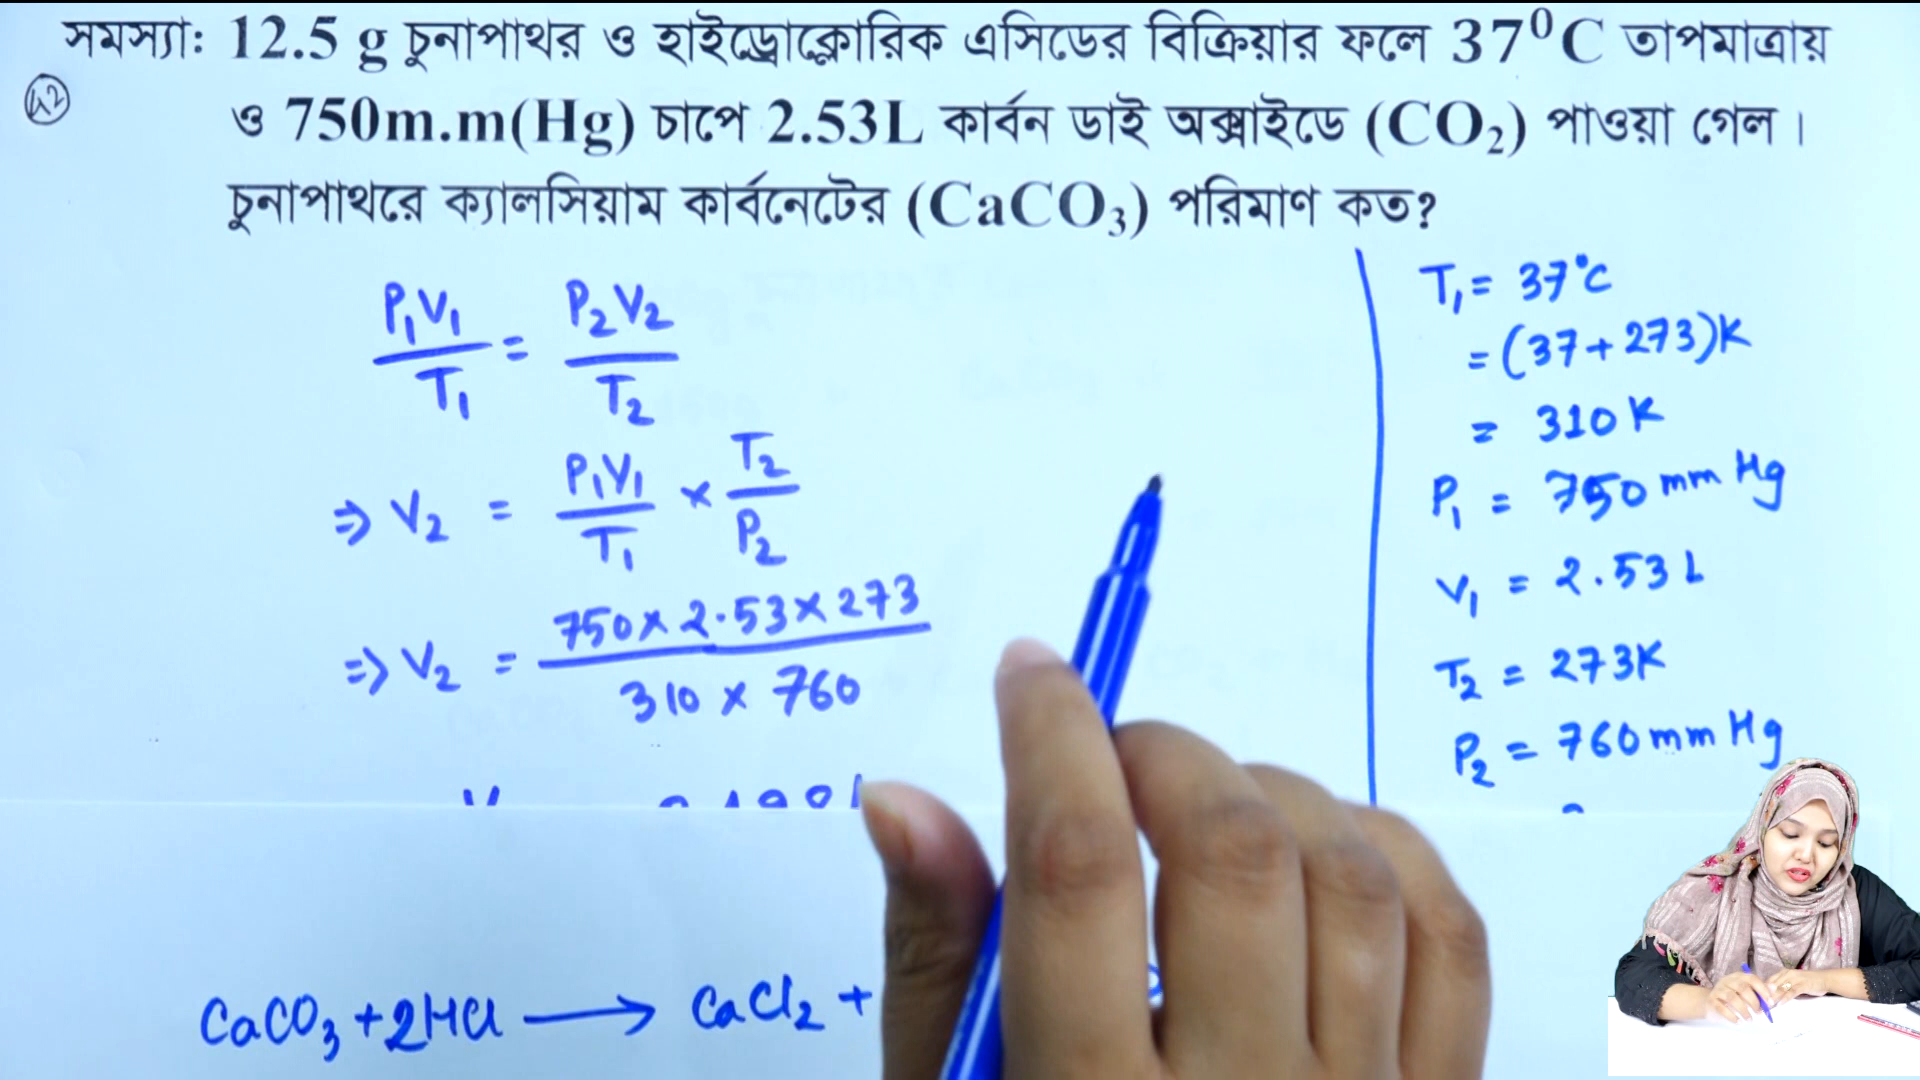 সমস্যা: 12.5 g চুনাপাথর ও হাইড্রোক্লোরিক এসিডের বিক্রিয়ার ফলে 37⁰C তাপমাত্রায়
42
ও 750m.m(Hg) চাপে 2.53L কার্বন ডাই অক্সাইডে (CO₂) পাওয়া গেল।
চুনাপাথরে ক্যালসিয়াম কার্বনেটের (CaCO₃) পরিমাণ কত?
P₁V₁/T₁ = P₂V₂/T₂
⇒ V₂ = P₁V₁/T₁ × T₂/P₂
⇒ V₂ = 750 × 2.53 × 273 / 310 × 760
CaCO₃ + 2HCl ⟶ CaCl₂ +
T₁ = 37°C
= (37 + 273)K
= 310 K
P₁ = 750 mm Hg
V₁ = 2.53 L
T₂ = 273K
P₂ = 760 mm Hg